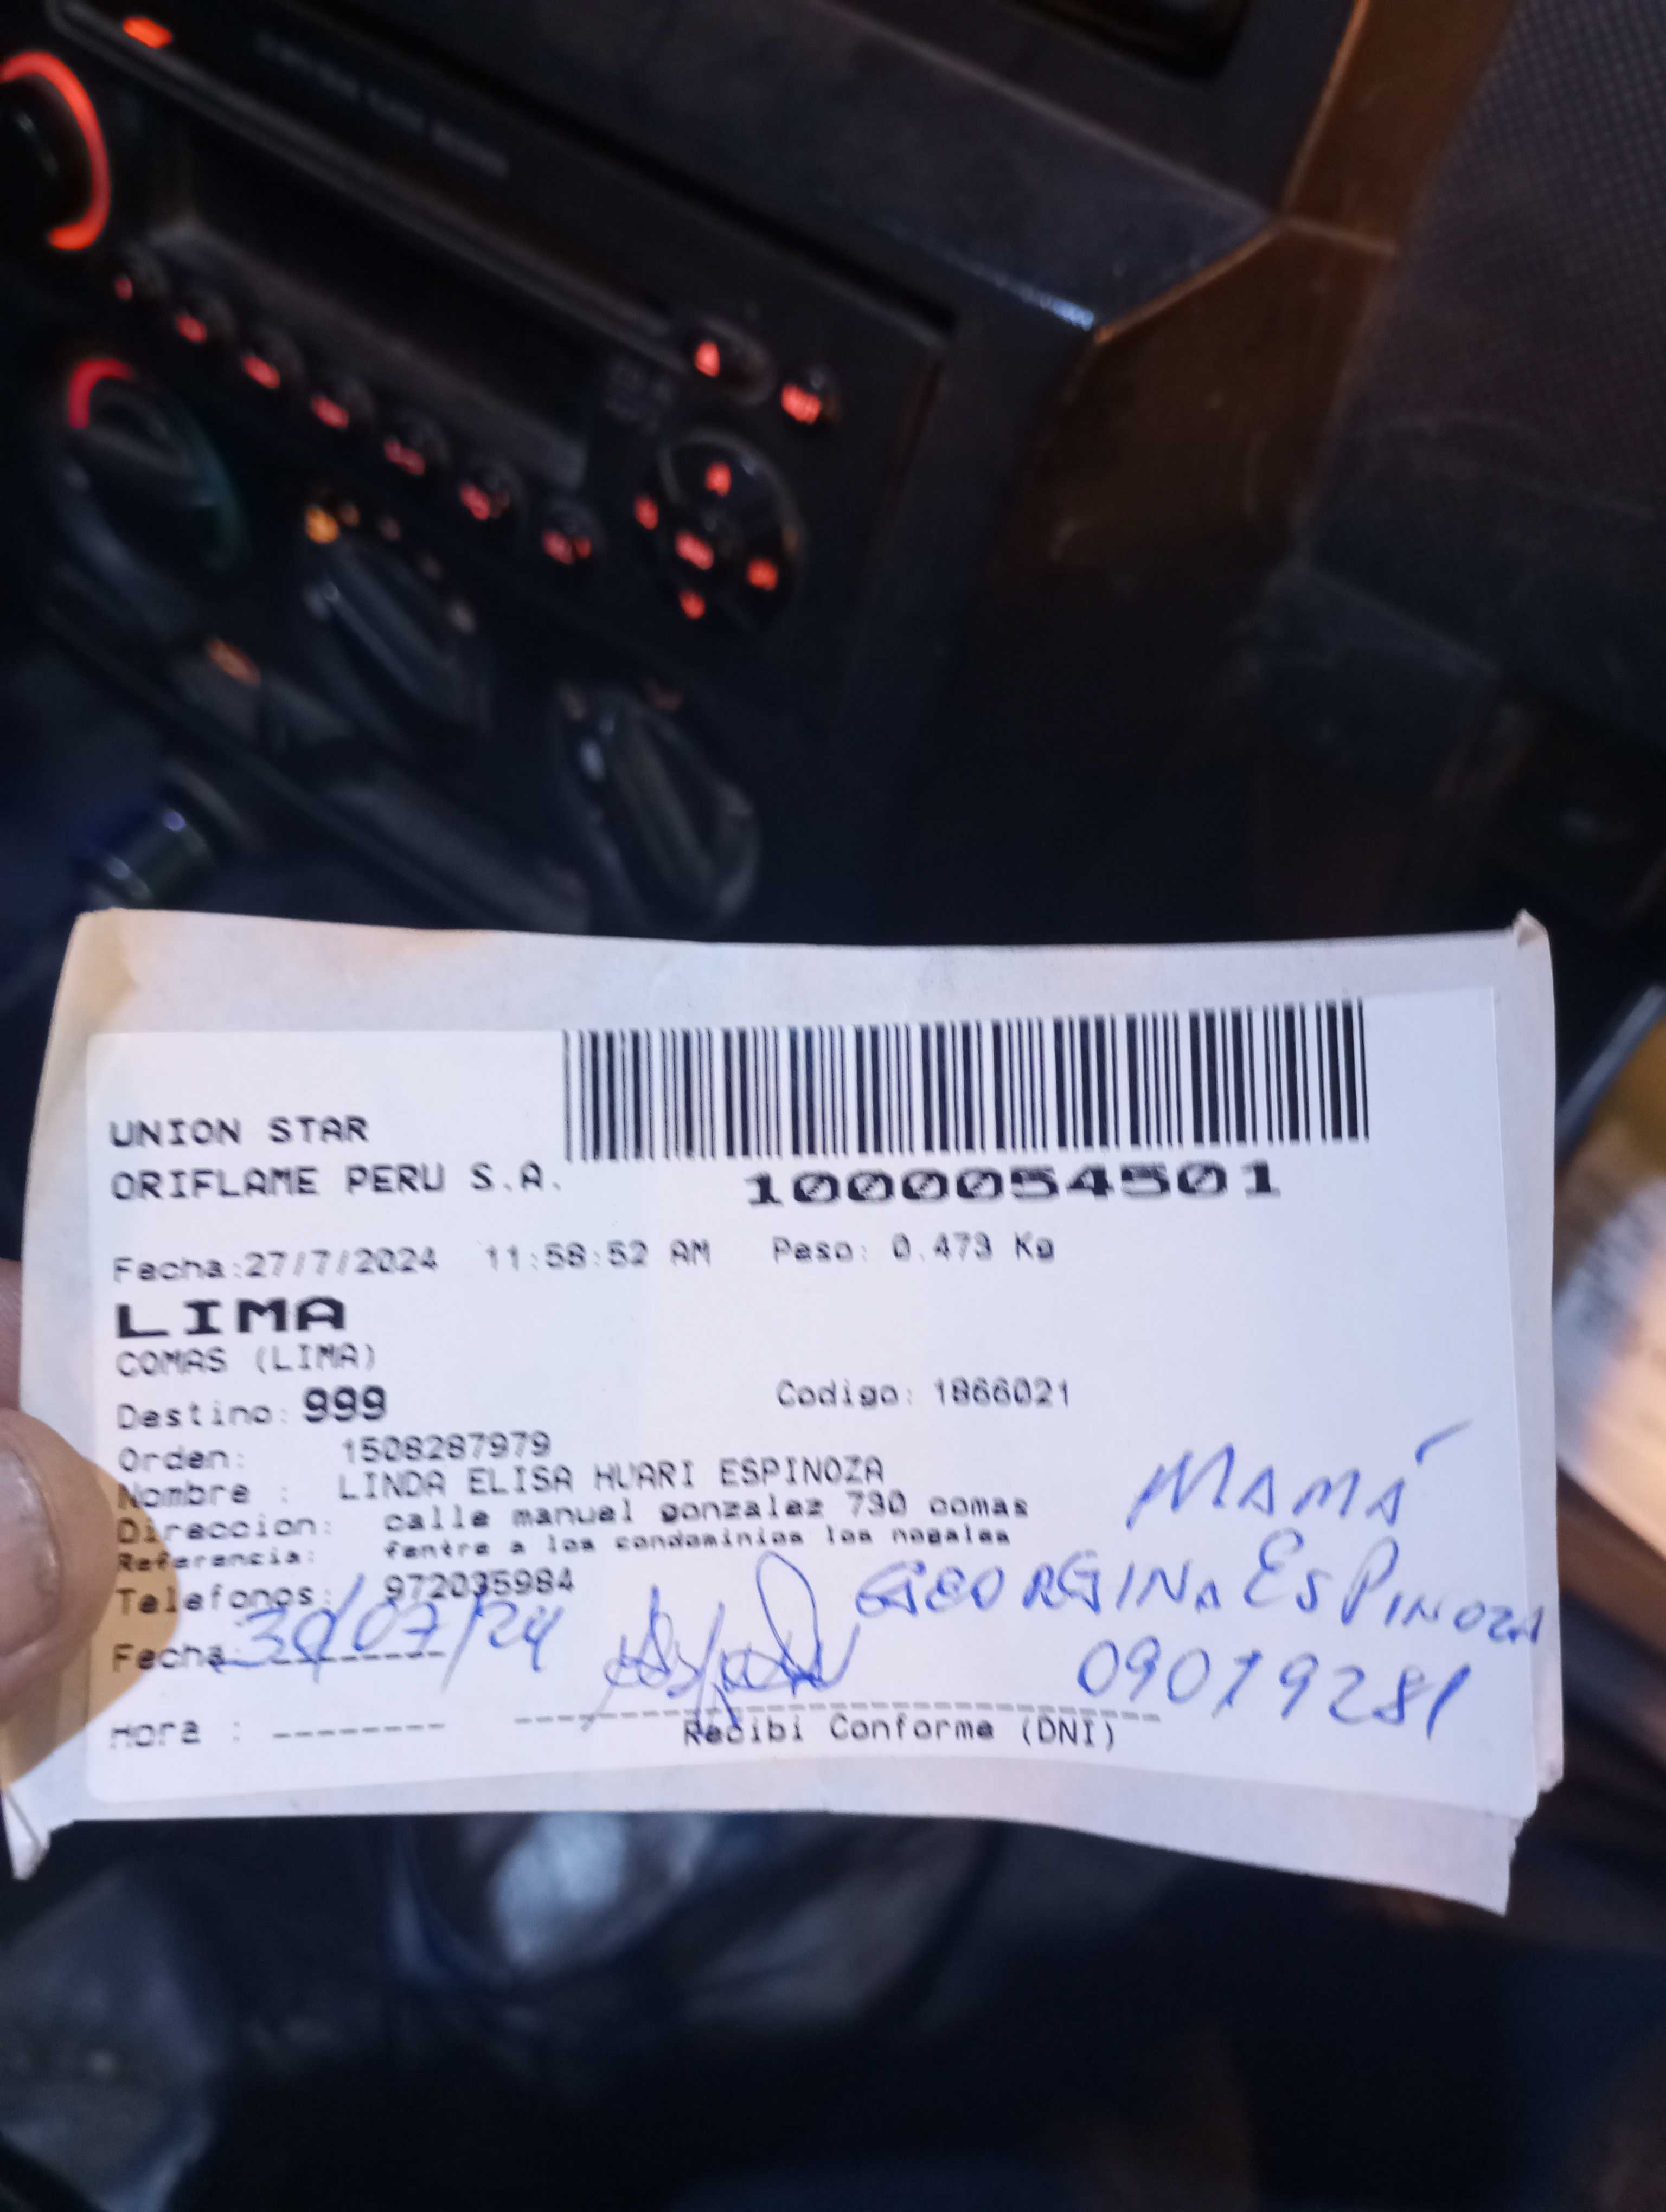 UNION STAR
ORIFLAME PERU S.A.
1000054501
Fecha:27/7/2024 11:58:52 AM Peso: 0.473 Kg
LIMA
COMAS (LIMA)
Destino: 999 Codigo: 1866021
Orden: 1508287979
Nombre : LINDA ELISA HUARI ESPINOZA
Direccion: calle manuel gonzalez 730 comas
Referencia: fentre a los condominios los nogales
Telefonos: 972035984
MAMÁ
GEORGINA ESPINOZA
Fecha: 30/07/24
09079281
Hora :
Recibi Conforme (DNI)